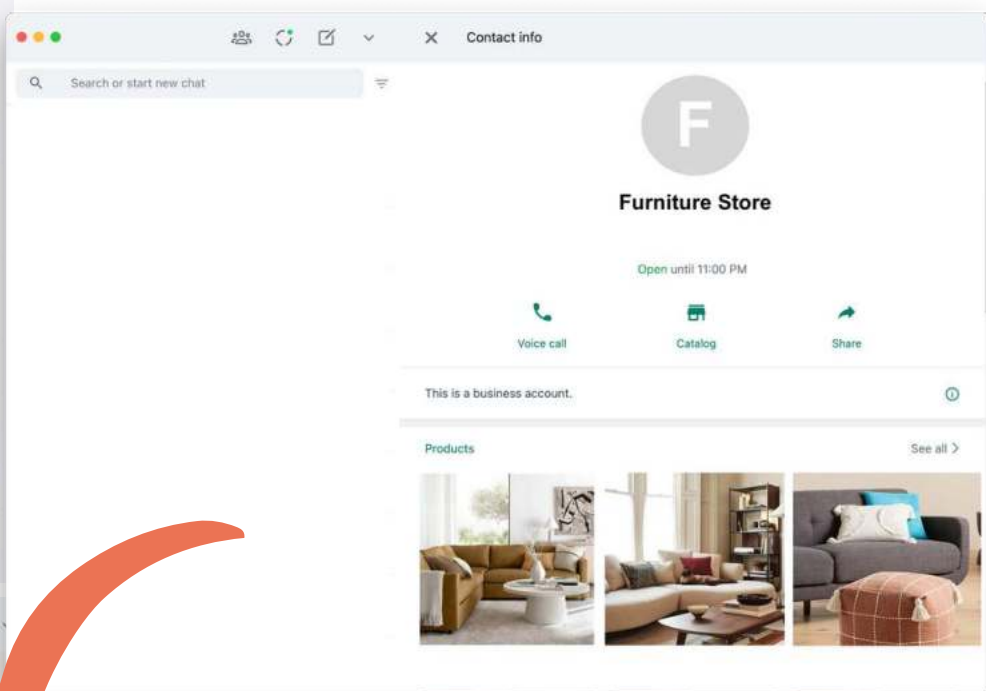 Contact info
Search or start new chat
F
Furniture Store
Open until 11:00 PM
Voice call
Catalog
Share
This is a business account.
Products
See all